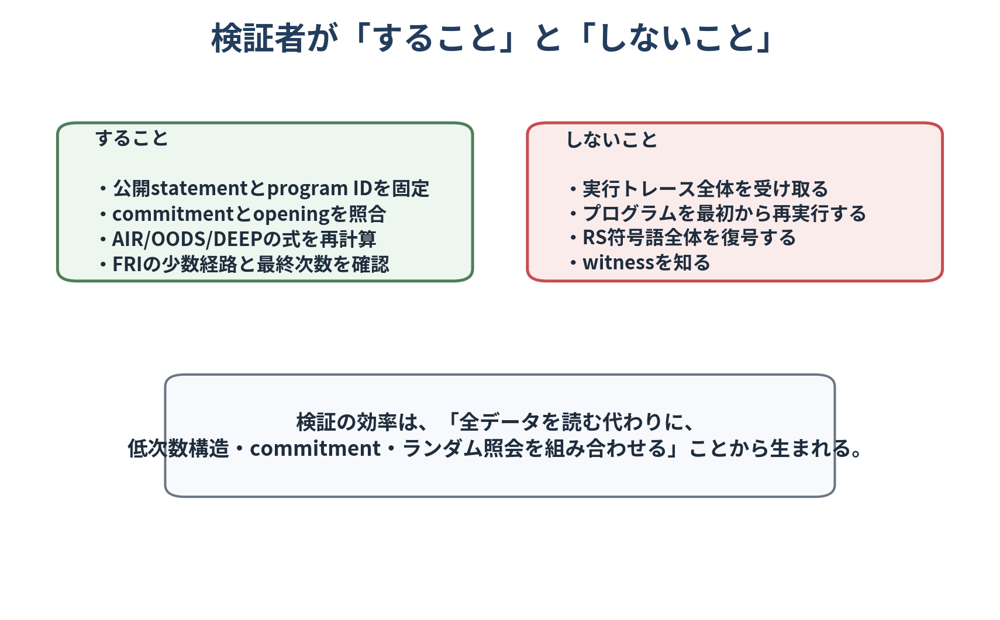 検証者が「すること」と「しないこと」
すること
・公開statementとprogram IDを固定
・commitmentとopeningを照合
・AIR/OODS/DEEPの式を再計算
・FRIの少数経路と最終次数を確認
しないこと
・実行トレース全体を受け取る
・プログラムを最初から再実行する
・RS符号語全体を復号する
・witnessを知る
検証の効率は、「全データを読む代わりに、
低次数構造・commitment・ランダム照会を組み合わせる」ことから生まれる。